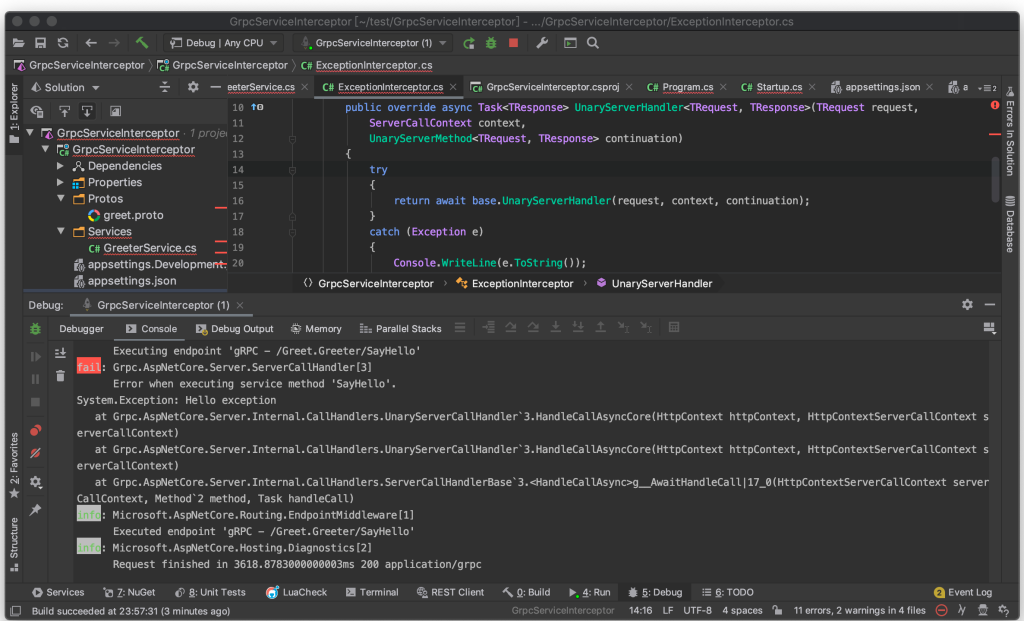 GrpcServiceInterceptor [~/test/GrpcServiceInterceptor] - .../GrpcServiceInterceptor/ExceptionInterceptor.cs
Debug | Any CPU
GrpcServiceInterceptor (1)
GrpcServiceInterceptor
GrpcServiceInterceptor
C# ExceptionInterceptor.cs
1: Explorer
Solution
eeterService.cs
C# ExceptionInterceptor.cs
GrpcServiceInterceptor.csproj
C# Program.cs
C# Startup.cs
appsettings.json
a
2
GrpcServiceInterceptor · 1 proje
GrpcServiceInterceptor
Dependencies
Properties
Protos
greet.proto
Services
C# GreeterService.cs
appsettings.Development.
appsettings.json
10 public override async Task<TResponse> UnaryServerHandler<TRequest, TResponse>(TRequest request,
11 ServerCallContext context,
12 UnaryServerMethod<TRequest, TResponse> continuation)
13 {
14 try
15 {
16 return await base.UnaryServerHandler(request, context, continuation);
17 }
18 catch (Exception e)
19 {
20 Console.WriteLine(e.ToString());
GrpcServiceInterceptor
ExceptionInterceptor
UnaryServerHandler
Errors In Solution
Database
Debug:
GrpcServiceInterceptor (1)
Debugger
Console
Debug Output
Memory
Parallel Stacks
Executing endpoint 'gRPC - /Greet.Greeter/SayHello'
fail: Grpc.AspNetCore.Server.ServerCallHandler[3]
Error when executing service method 'SayHello'.
System.Exception: Hello exception
at Grpc.AspNetCore.Server.Internal.CallHandlers.UnaryServerCallHandler`3.HandleCallAsyncCore(HttpContext httpContext, HttpContextServerCallContext s
erverCallContext)
at Grpc.AspNetCore.Server.Internal.CallHandlers.UnaryServerCallHandler`3.HandleCallAsyncCore(HttpContext httpContext, HttpContextServerCallContext s
erverCallContext)
at Grpc.AspNetCore.Server.Internal.CallHandlers.ServerCallHandlerBase`3.<HandleCallAsync>g__AwaitHandleCall|17_0(HttpContextServerCallContext server
CallContext, Method`2 method, Task handleCall)
info: Microsoft.AspNetCore.Routing.EndpointMiddleware[1]
Executed endpoint 'gRPC - /Greet.Greeter/SayHello'
info: Microsoft.AspNetCore.Hosting.Diagnostics[2]
Request finished in 3618.8783000000003ms 200 application/grpc
2: Favorites
Structure
Services
7: NuGet
8: Unit Tests
LuaCheck
Terminal
REST Client
0: Build
4: Run
5: Debug
6: TODO
2 Event Log
Build succeeded at 23:57:31 (3 minutes ago)
GrpcServiceInterceptor
14:16
LF
UTF-8
4 spaces
11 errors, 2 warnings in 4 files